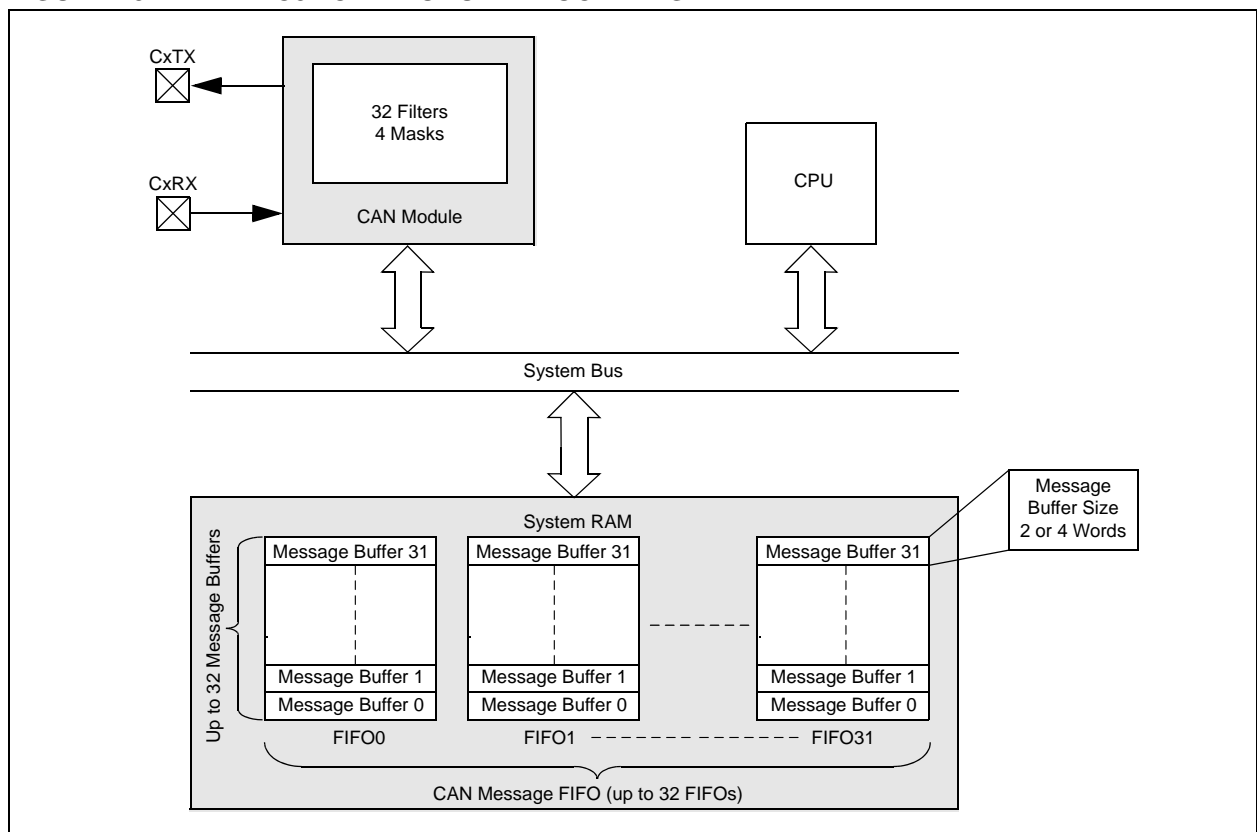 CxTX
32 Filters
4 Masks
CxRX
CAN Module
CPU
System Bus
Message
Buffer Size
2 or 4 Words
System RAM
Up to 32 Message Buffers
Message Buffer 31
Message Buffer 31
Message Buffer 31
Message Buffer 1
Message Buffer 1
Message Buffer 1
Message Buffer 0
Message Buffer 0
Message Buffer 0
FIFO0
FIFO1
FIFO31
CAN Message FIFO (up to 32 FIFOs)